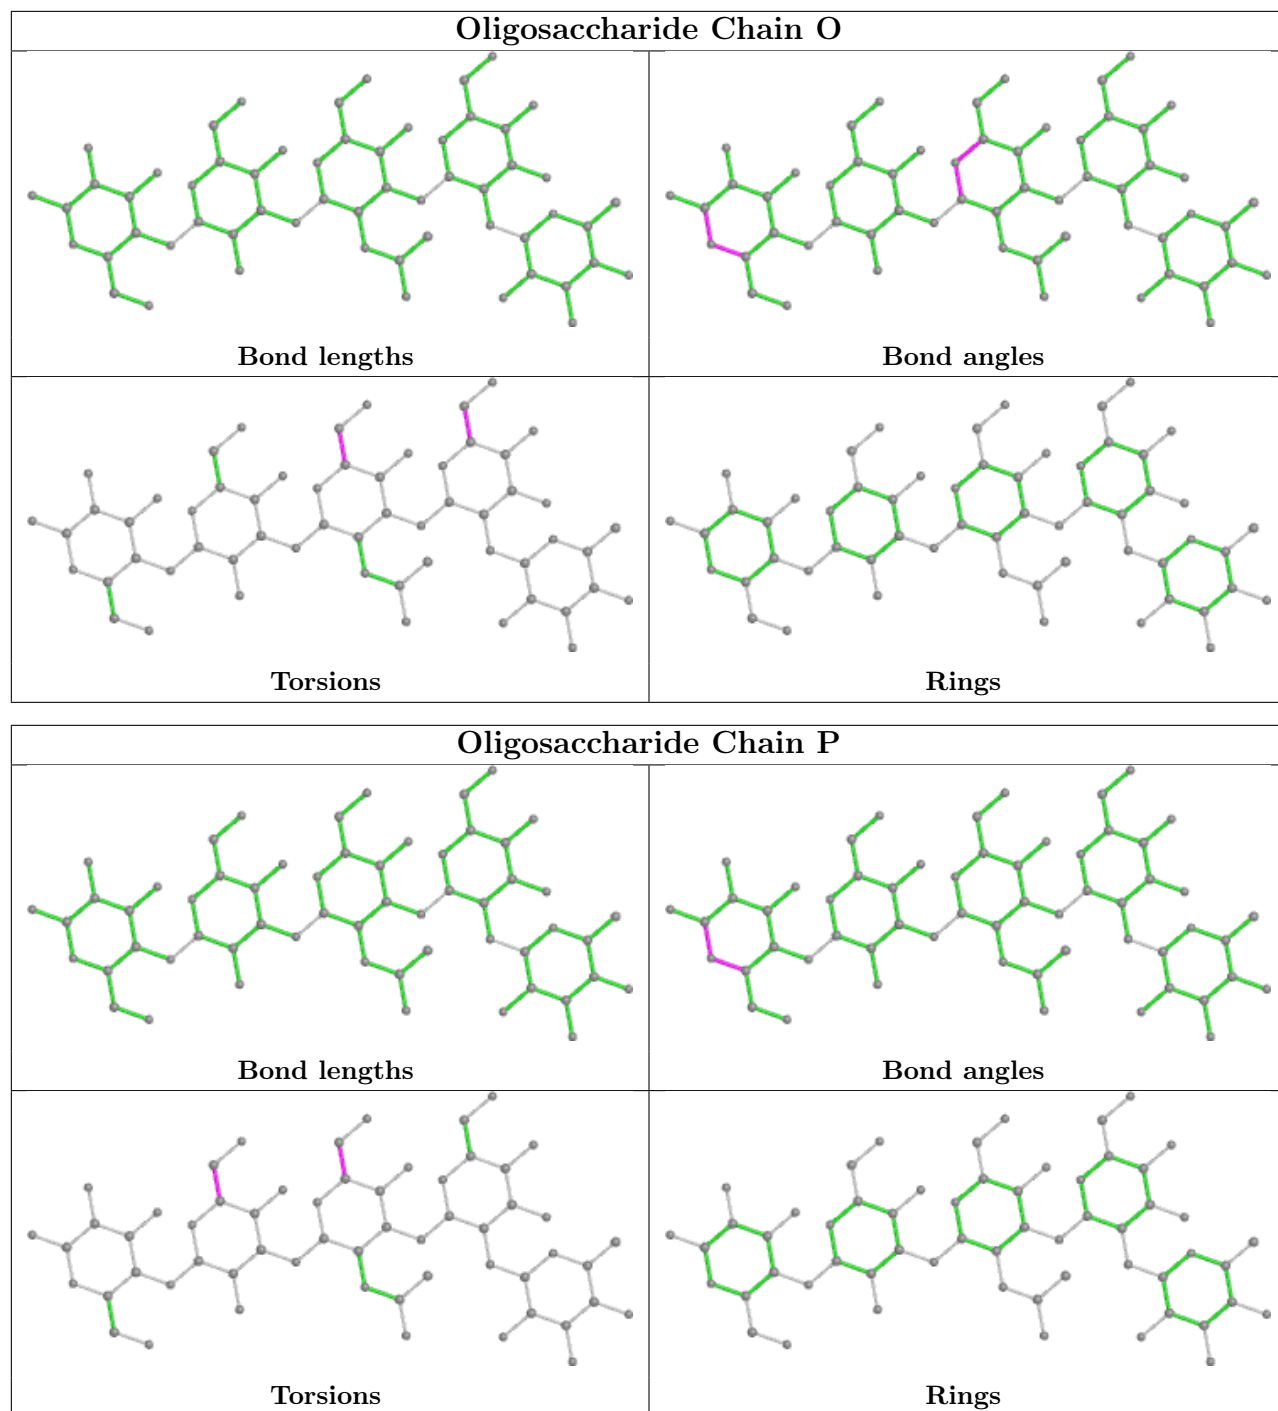 Oligosaccharide Chain O
Bond lengths
Bond angles
Torsions
Rings
Oligosaccharide Chain P
Bond lengths
Bond angles
Torsions
Rings